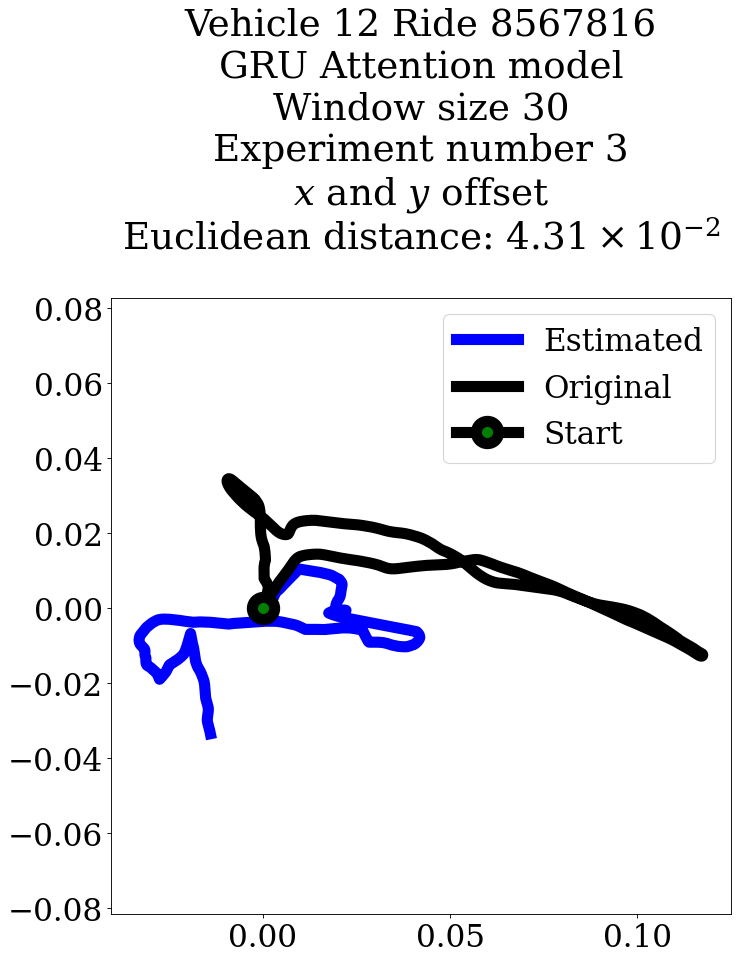 Vehicle 12 Ride 8567816
GRU Attention model
Window size 30
Experiment number 3
x and y offset
Euclidean distance: 4.31 × 10⁻²
Estimated
Original
Start
0.08
0.06
0.04
0.02
0.00
−0.02
−0.04
−0.06
−0.08
0.00 0.05 0.10